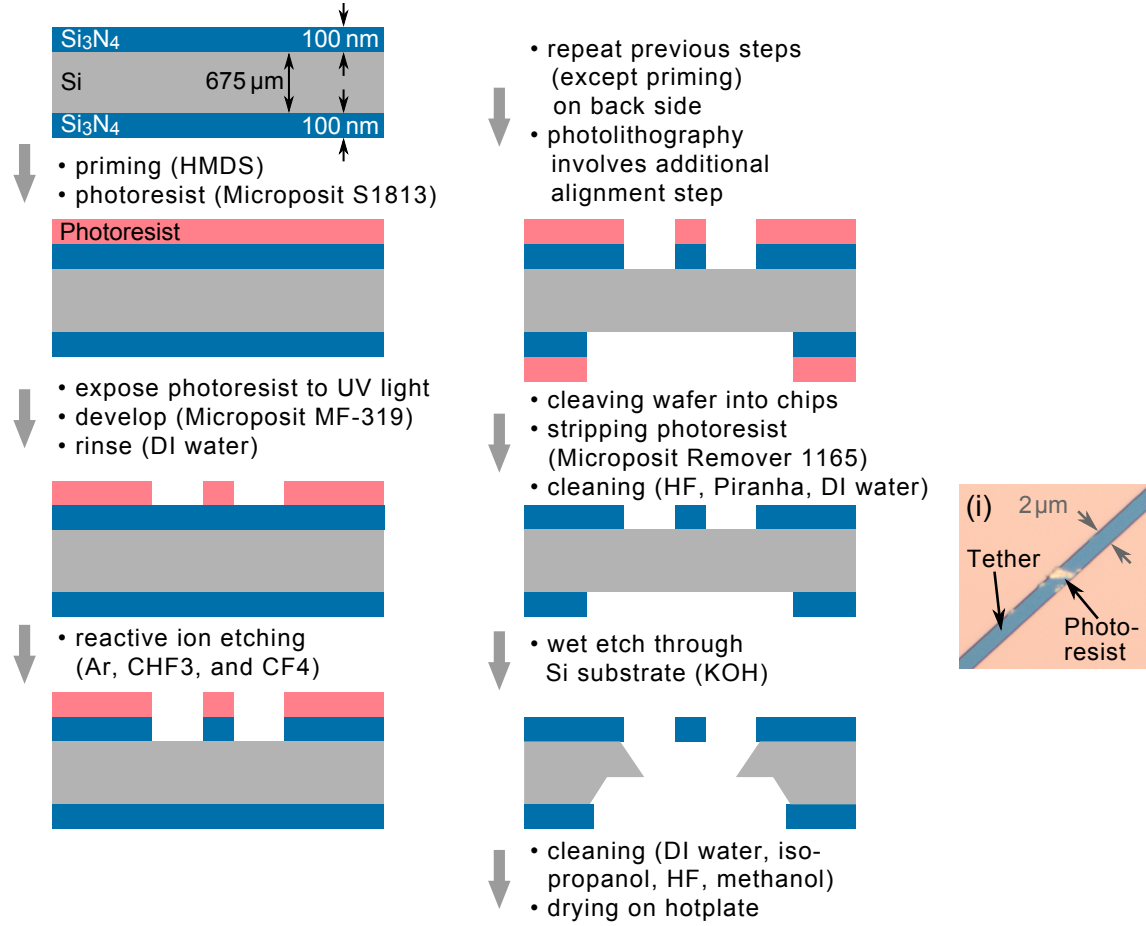 Si₃N₄
100 nm
Si
675 µm
Si₃N₄
100 nm
• priming (HMDS)
• photoresist (Microposit S1813)
Photoresist
• expose photoresist to UV light
• develop (Microposit MF-319)
• rinse (DI water)
• reactive ion etching
(Ar, CHF3, and CF4)
• repeat previous steps
(except priming)
on back side
• photolithography
involves additional
alignment step
• cleaving wafer into chips
• stripping photoresist
(Microposit Remover 1165)
• cleaning (HF, Piranha, DI water)
• wet etch through
Si substrate (KOH)
• cleaning (DI water, iso-
propanol, HF, methanol)
• drying on hotplate
(i)
2 µm
Tether
Photo-
resist